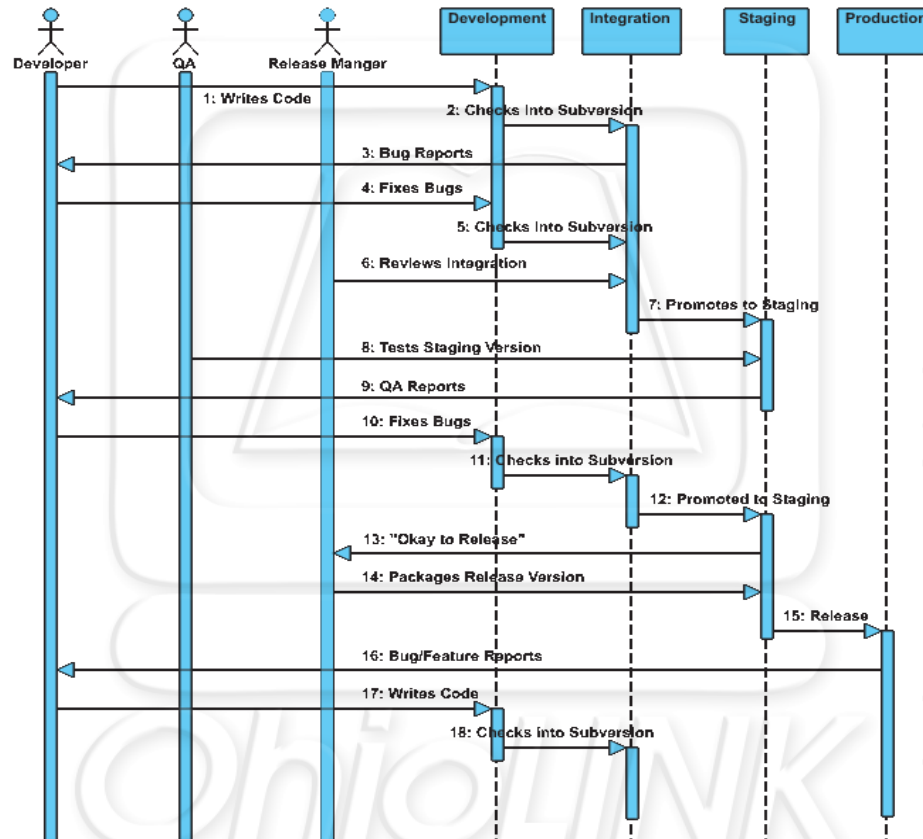 Development Integration Staging Production
Developer QA Release Manger
1: Writes Code
2: Checks Into Subversion
3: Bug Reports
4: Fixes Bugs
5: Checks Into Subversion
6: Reviews Integration
7: Promotes to Staging
8: Tests Staging Version
9: QA Reports
10: Fixes Bugs
11: Checks into Subversion
12: Promoted to Staging
13: "Okay to Release"
14: Packages Release Version
15: Release
16: Bug/Feature Reports
17: Writes Code
18: Checks into Subversion
OhioLINK